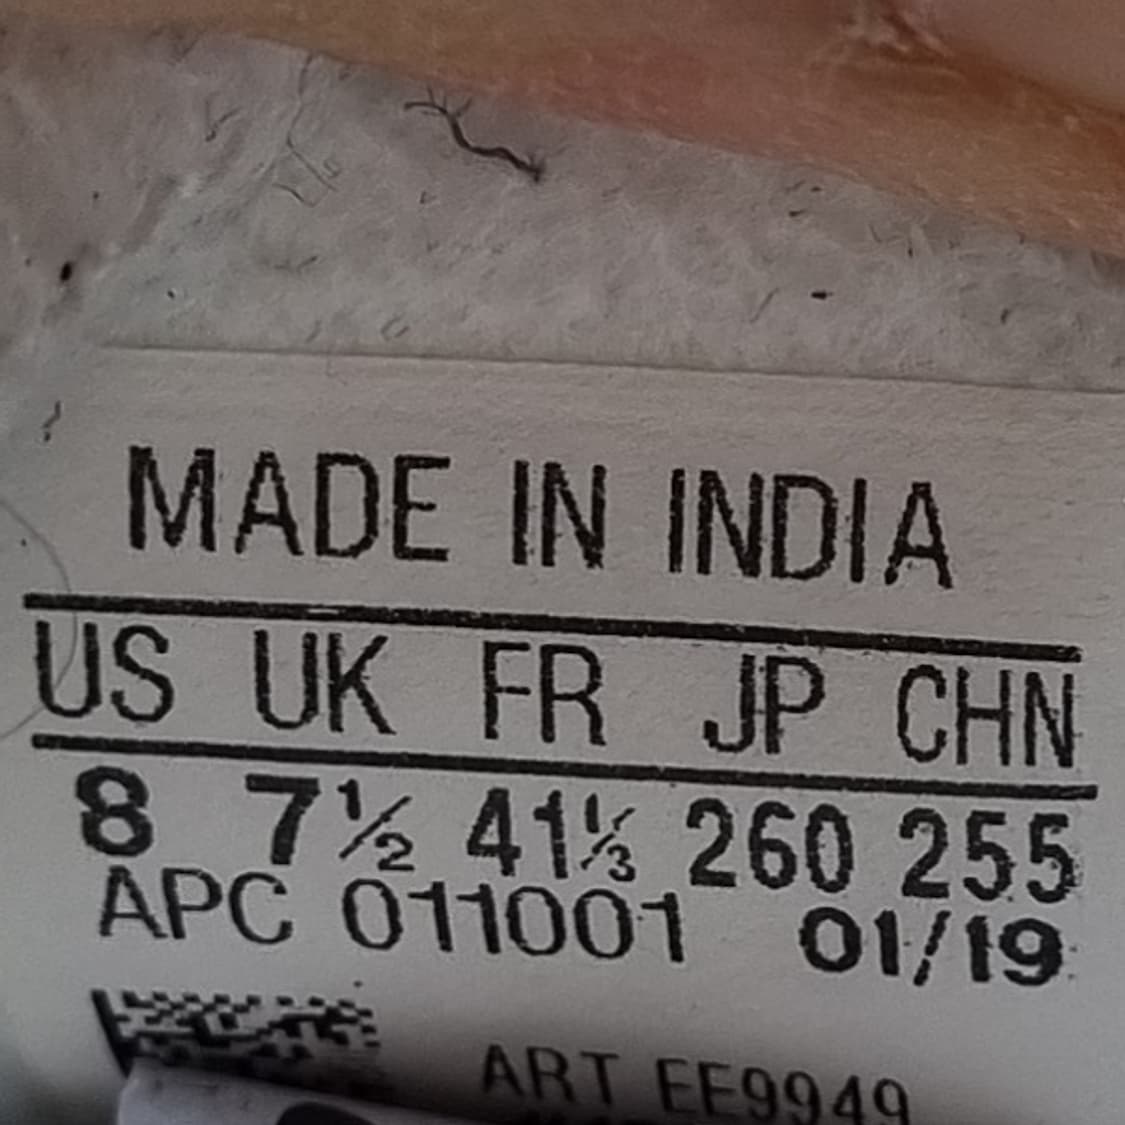 MADE IN INDIA
US UK FR JP CHN
8 7½ 41⅓ 260 255
APC 011001 01/19
ART EE9949